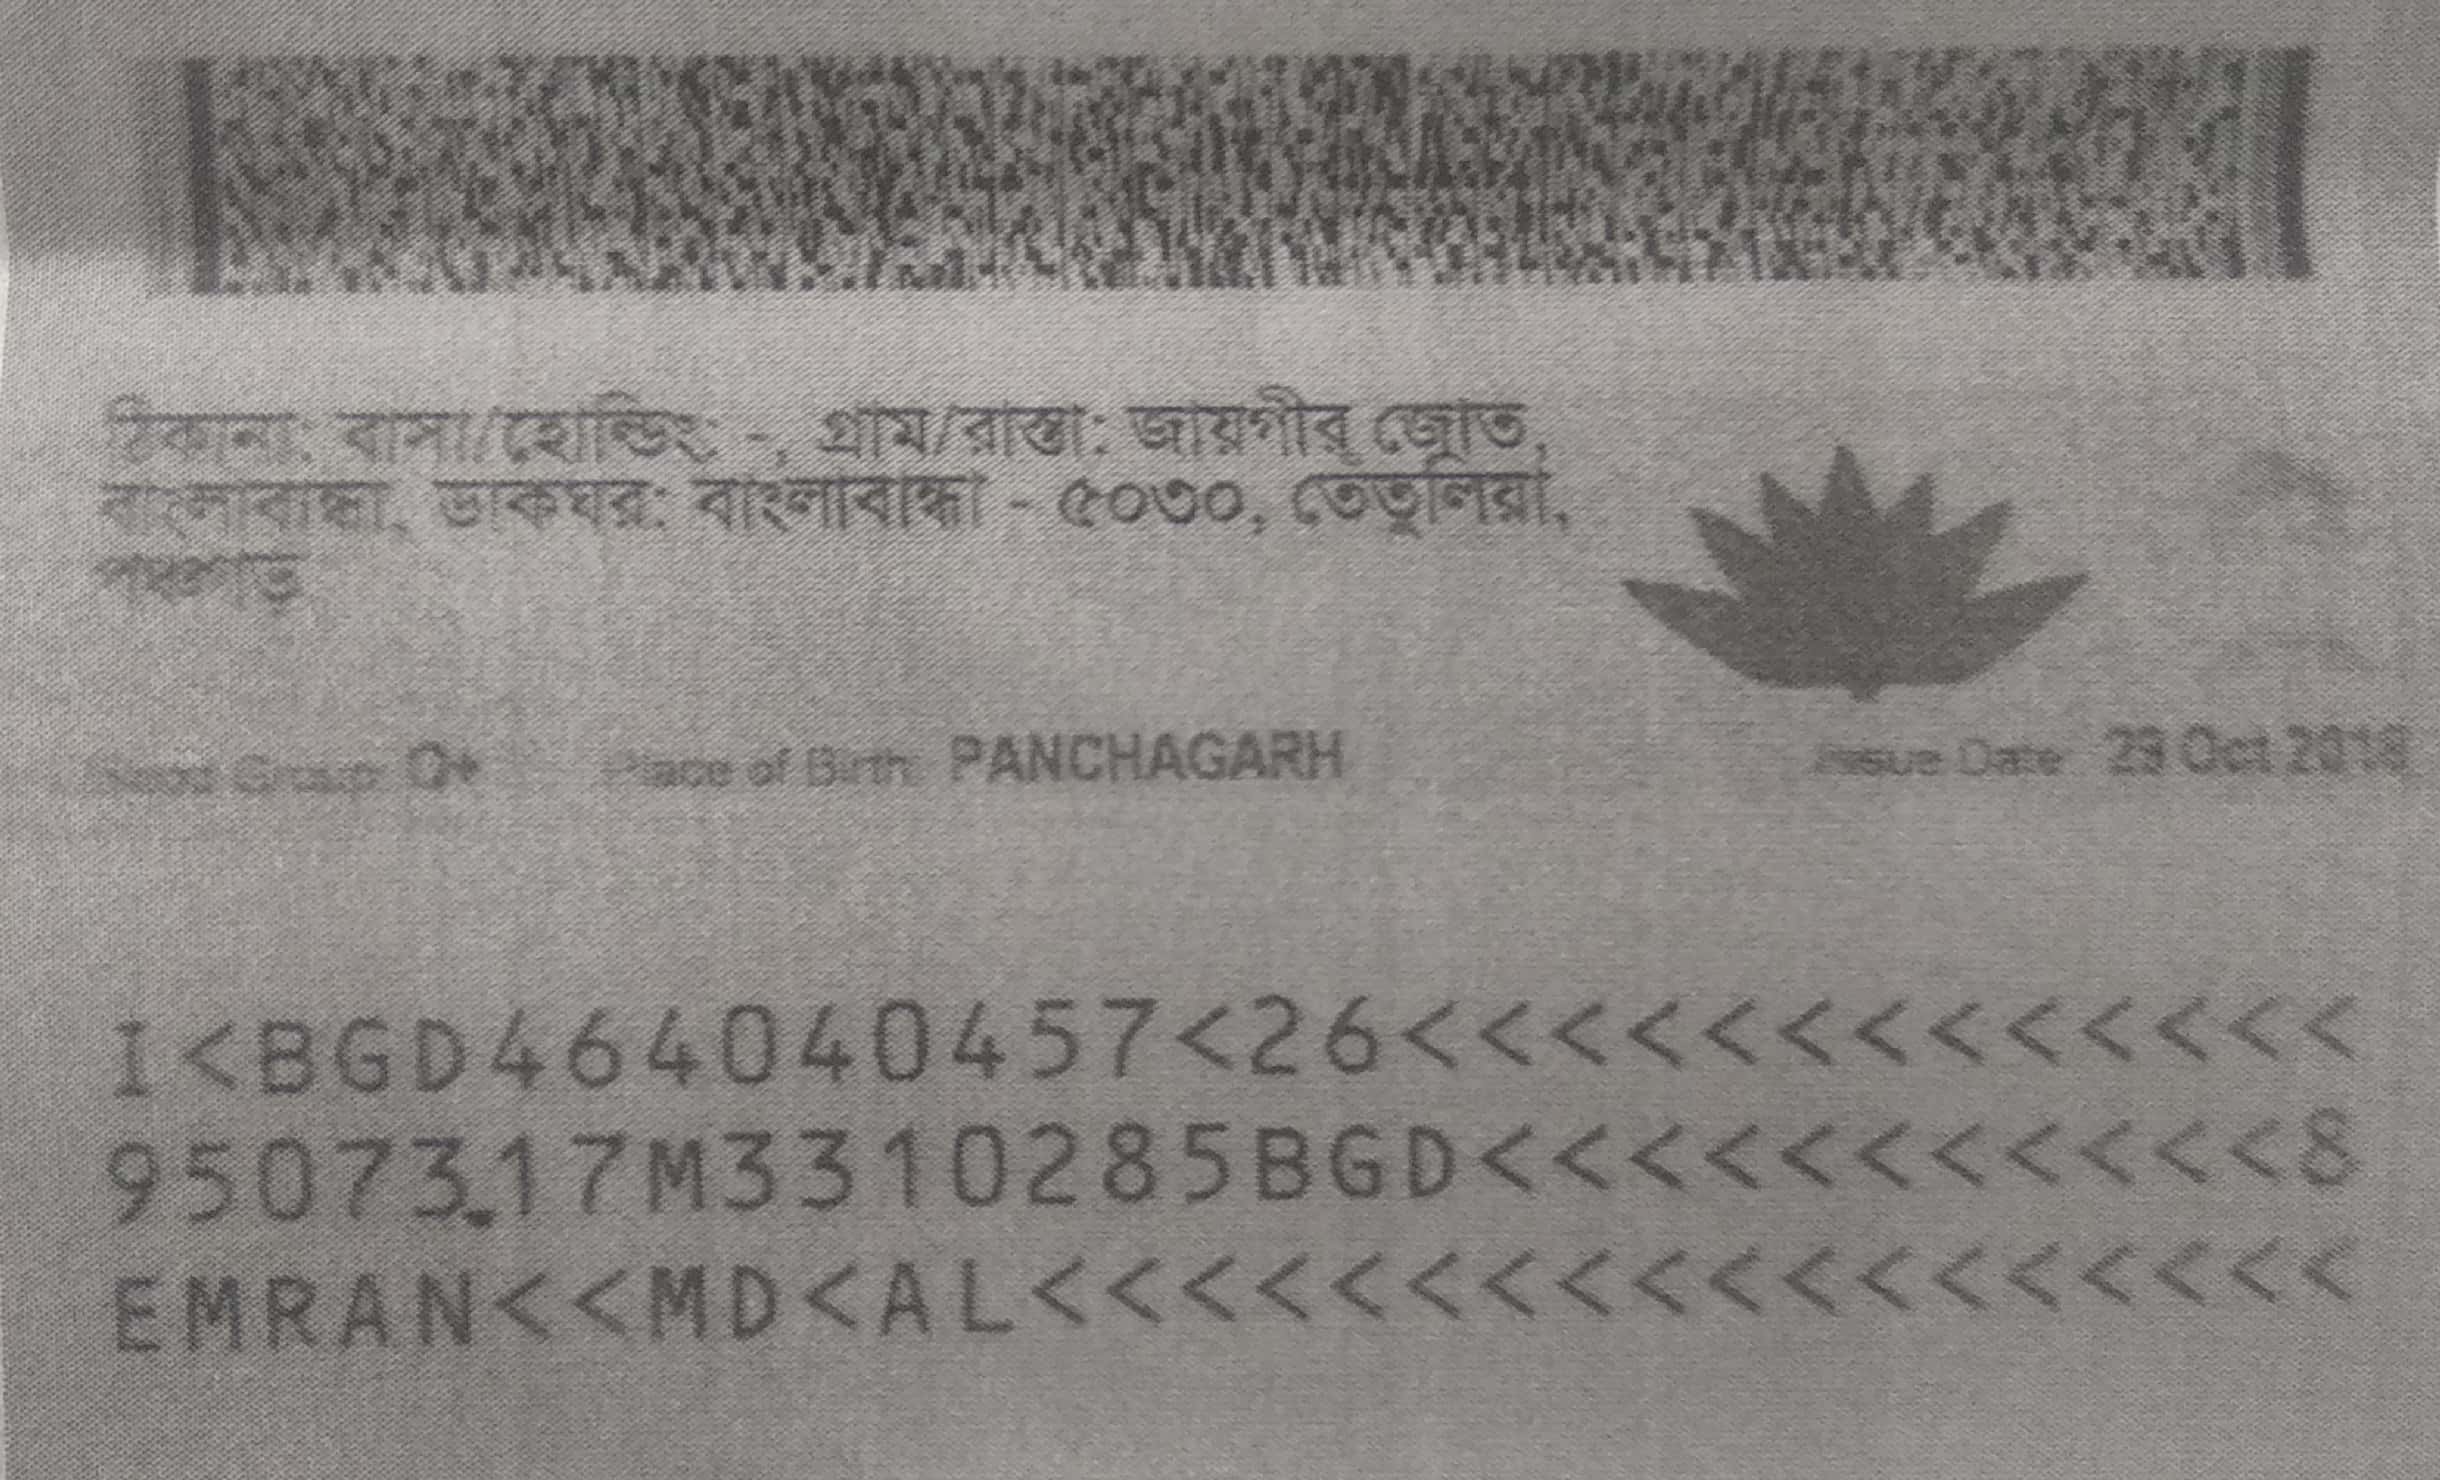 ঠিকানা: বাসা/হোল্ডিং: -, গ্রাম/রাস্তা: জায়গীর জোত,
বাংলাবান্ধা, ডাকঘর: বাংলাবান্ধা - ৫০৩০, তেতুলিয়া,
পঞ্চগড়
Blood Group: O+ Place of Birth: PANCHAGARH Issue Date: 29 Oct 2018
I<BGD464040457<26<<<<<<<<<<<<<
9507317M3310285BGD<<<<<<<<<<<8
EMRAN<<MD<AL<<<<<<<<<<<<<<<<<<